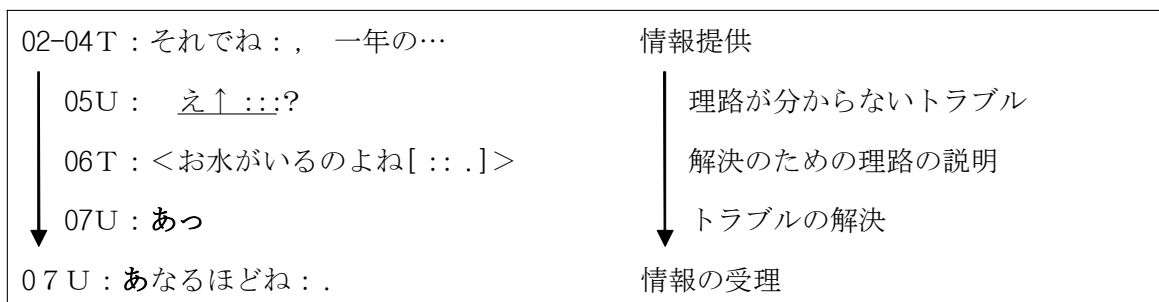 02-04T：それでね：,　一年の… 情報提供
05U：　え↑ :::? 理路が分からないトラブル
06T：＜お水がいるのよね[ :: .]＞ 解決のための理路の説明
07U：あっ トラブルの解決
０７U：あなるほどね：. 情報の受理